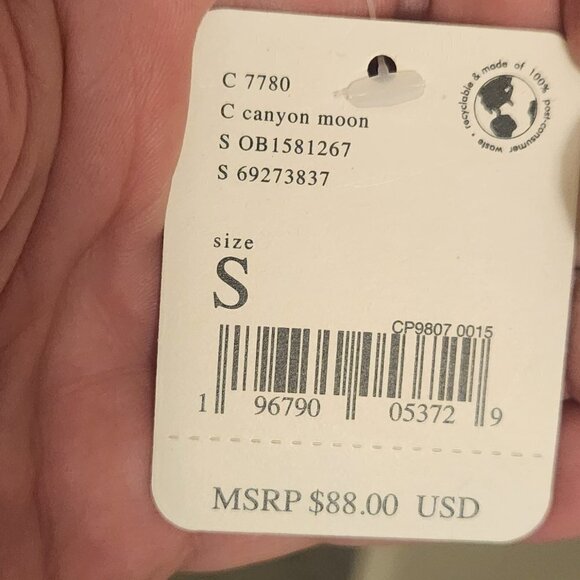 C 7780
C canyon moon
S OB1581267
S 69273837
recyclable & made of 100% post-consumer waste
size
S
CP9807 0015
1 96790 05372 9
MSRP $88.00 USD